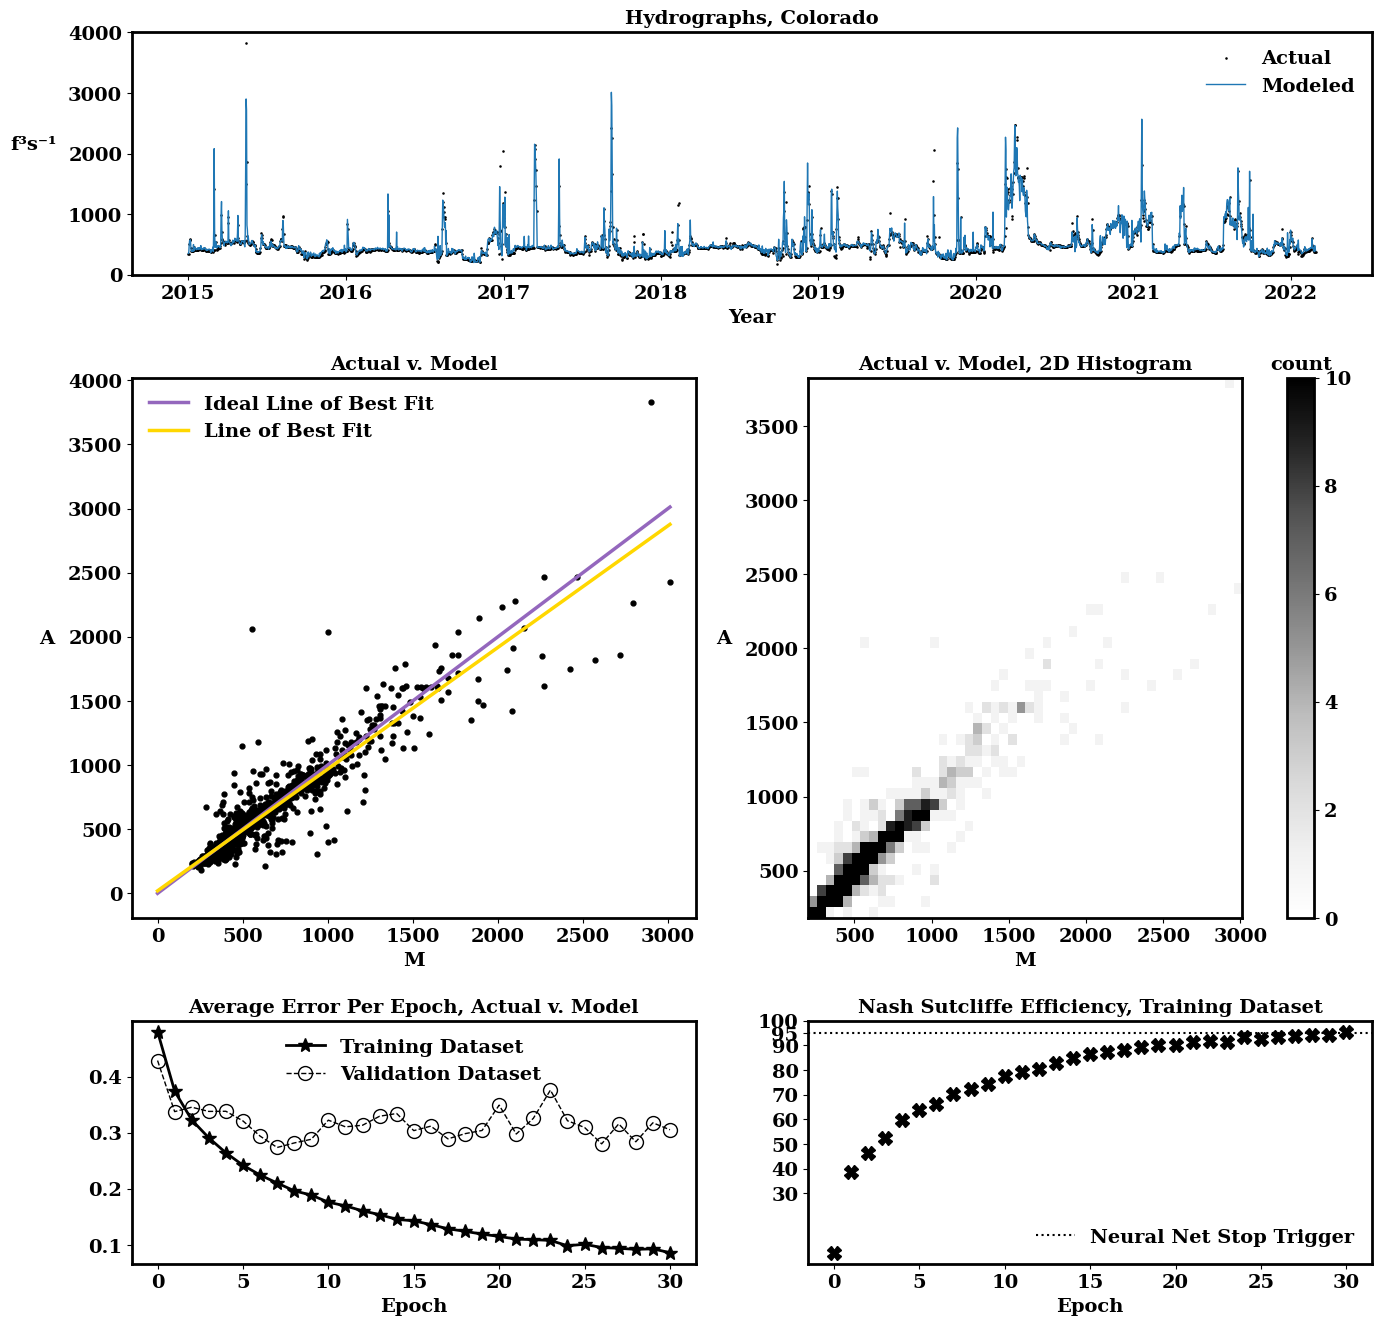 Hydrographs, Colorado
4000
3000
2000
1000
0
f³s⁻¹
Actual
Modeled
2015 2016 2017 2018 2019 2020 2021 2022
Year
Actual v. Model
4000
3500
3000
2500
2000
1500
1000
500
0
A
Ideal Line of Best Fit
Line of Best Fit
0 500 1000 1500 2000 2500 3000
M
Actual v. Model, 2D Histogram
3500
3000
2500
2000
1500
1000
500
A
500 1000 1500 2000 2500 3000
M
count
10
8
6
4
2
0
Average Error Per Epoch, Actual v. Model
0.4
0.3
0.2
0.1
Training Dataset
Validation Dataset
0 5 10 15 20 25 30
Epoch
Nash Sutcliffe Efficiency, Training Dataset
100
95
90
80
70
60
50
40
30
Neural Net Stop Trigger
0 5 10 15 20 25 30
Epoch